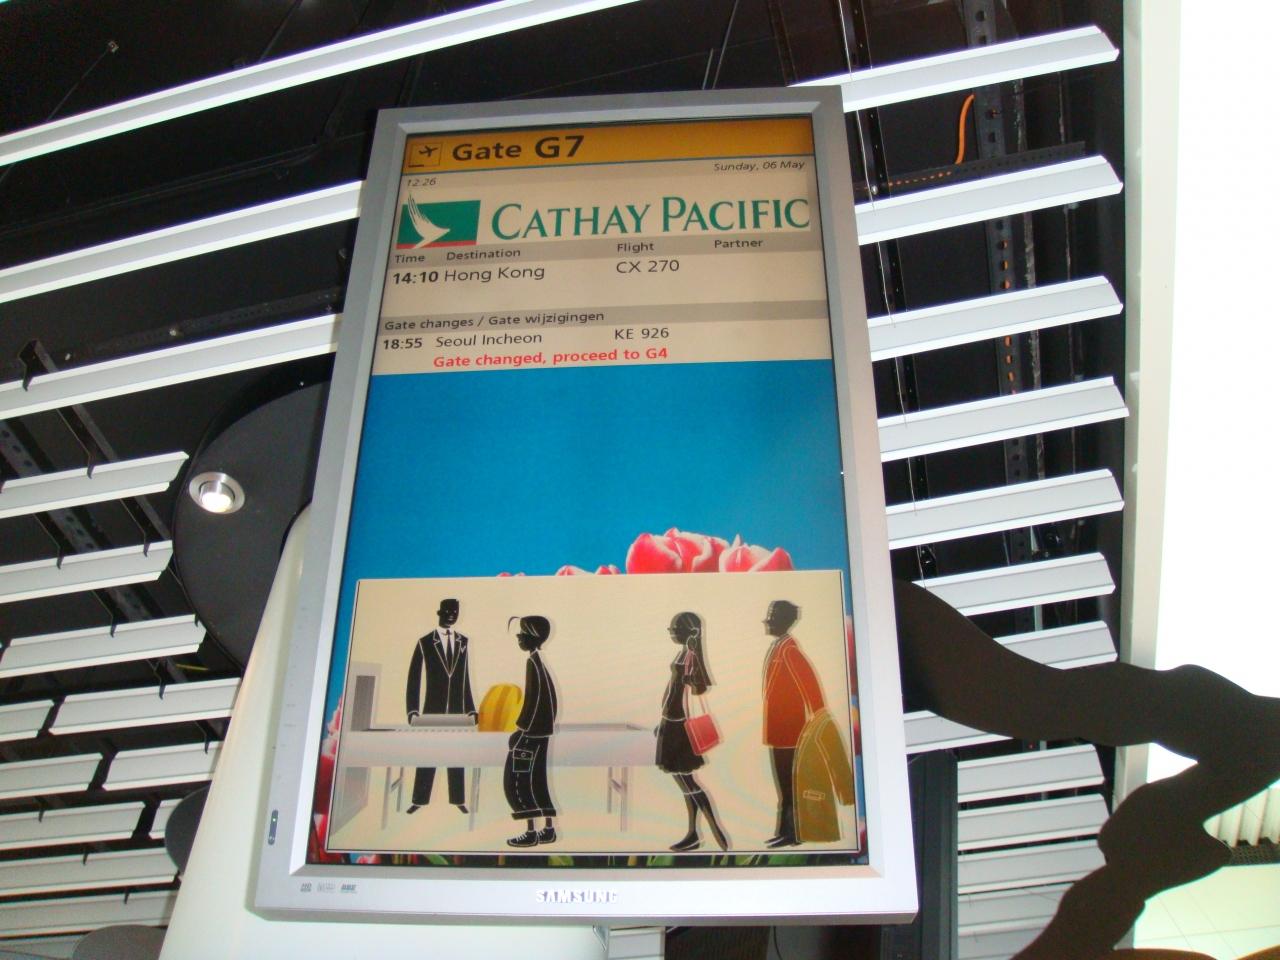 Gate G7
12:26 Sunday, 06 May
CATHAY PACIFIC
Time Destination Flight Partner
14:10 Hong Kong CX 270
Gate changes / Gate wijzigingen
18:55 Seoul Incheon KE 926
Gate changed, proceed to G4
SAMSUNG